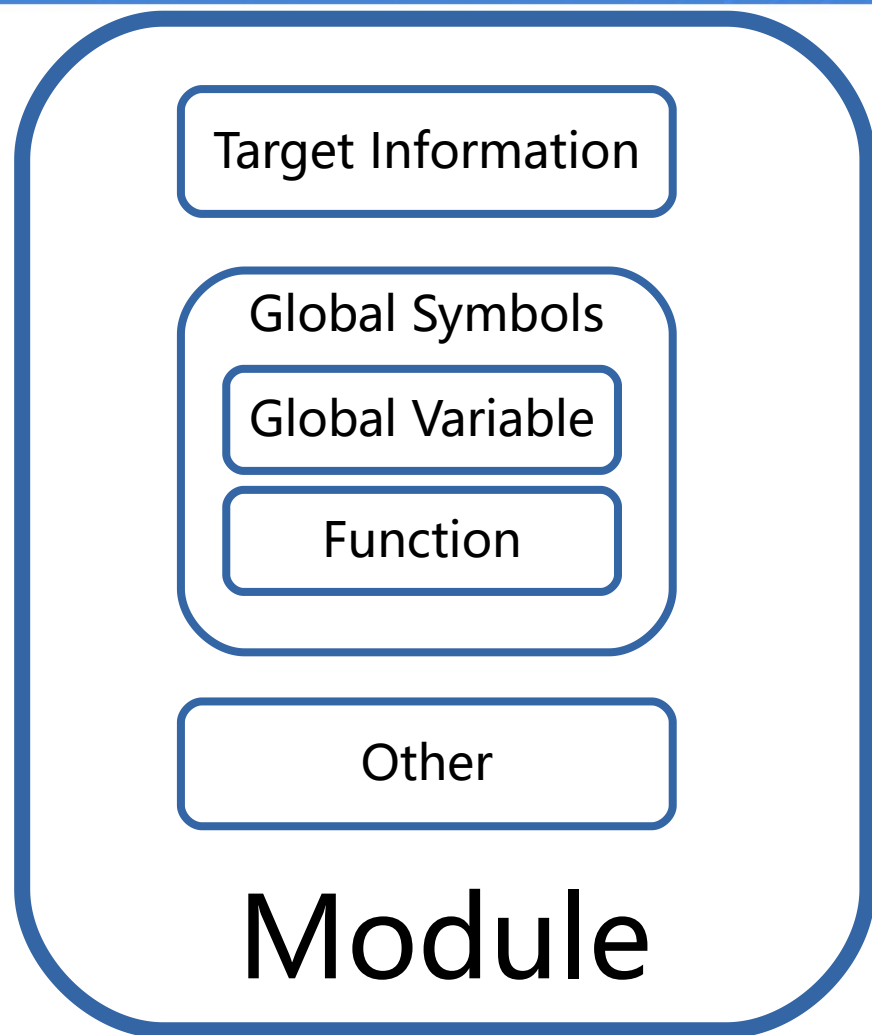 Target Information
Global Symbols
Global Variable
Function
Other
Module